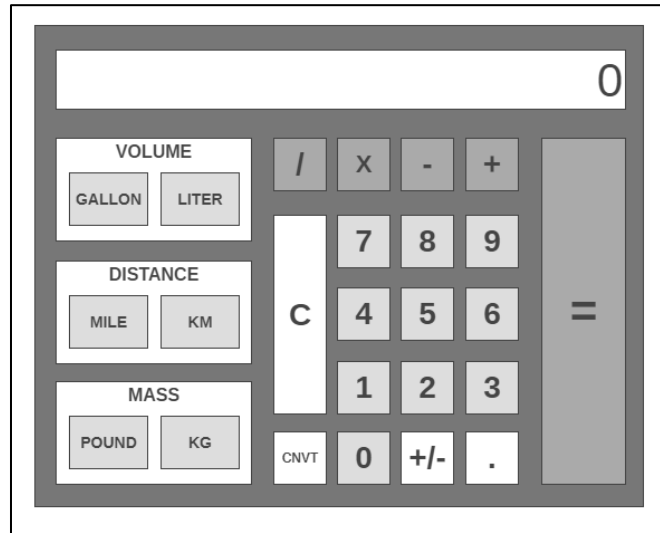 0
VOLUME
GALLON LITER
DISTANCE
MILE KM
MASS
POUND KG
/ X - +
7 8 9
C 4 5 6 =
1 2 3
CNVT 0 +/- .